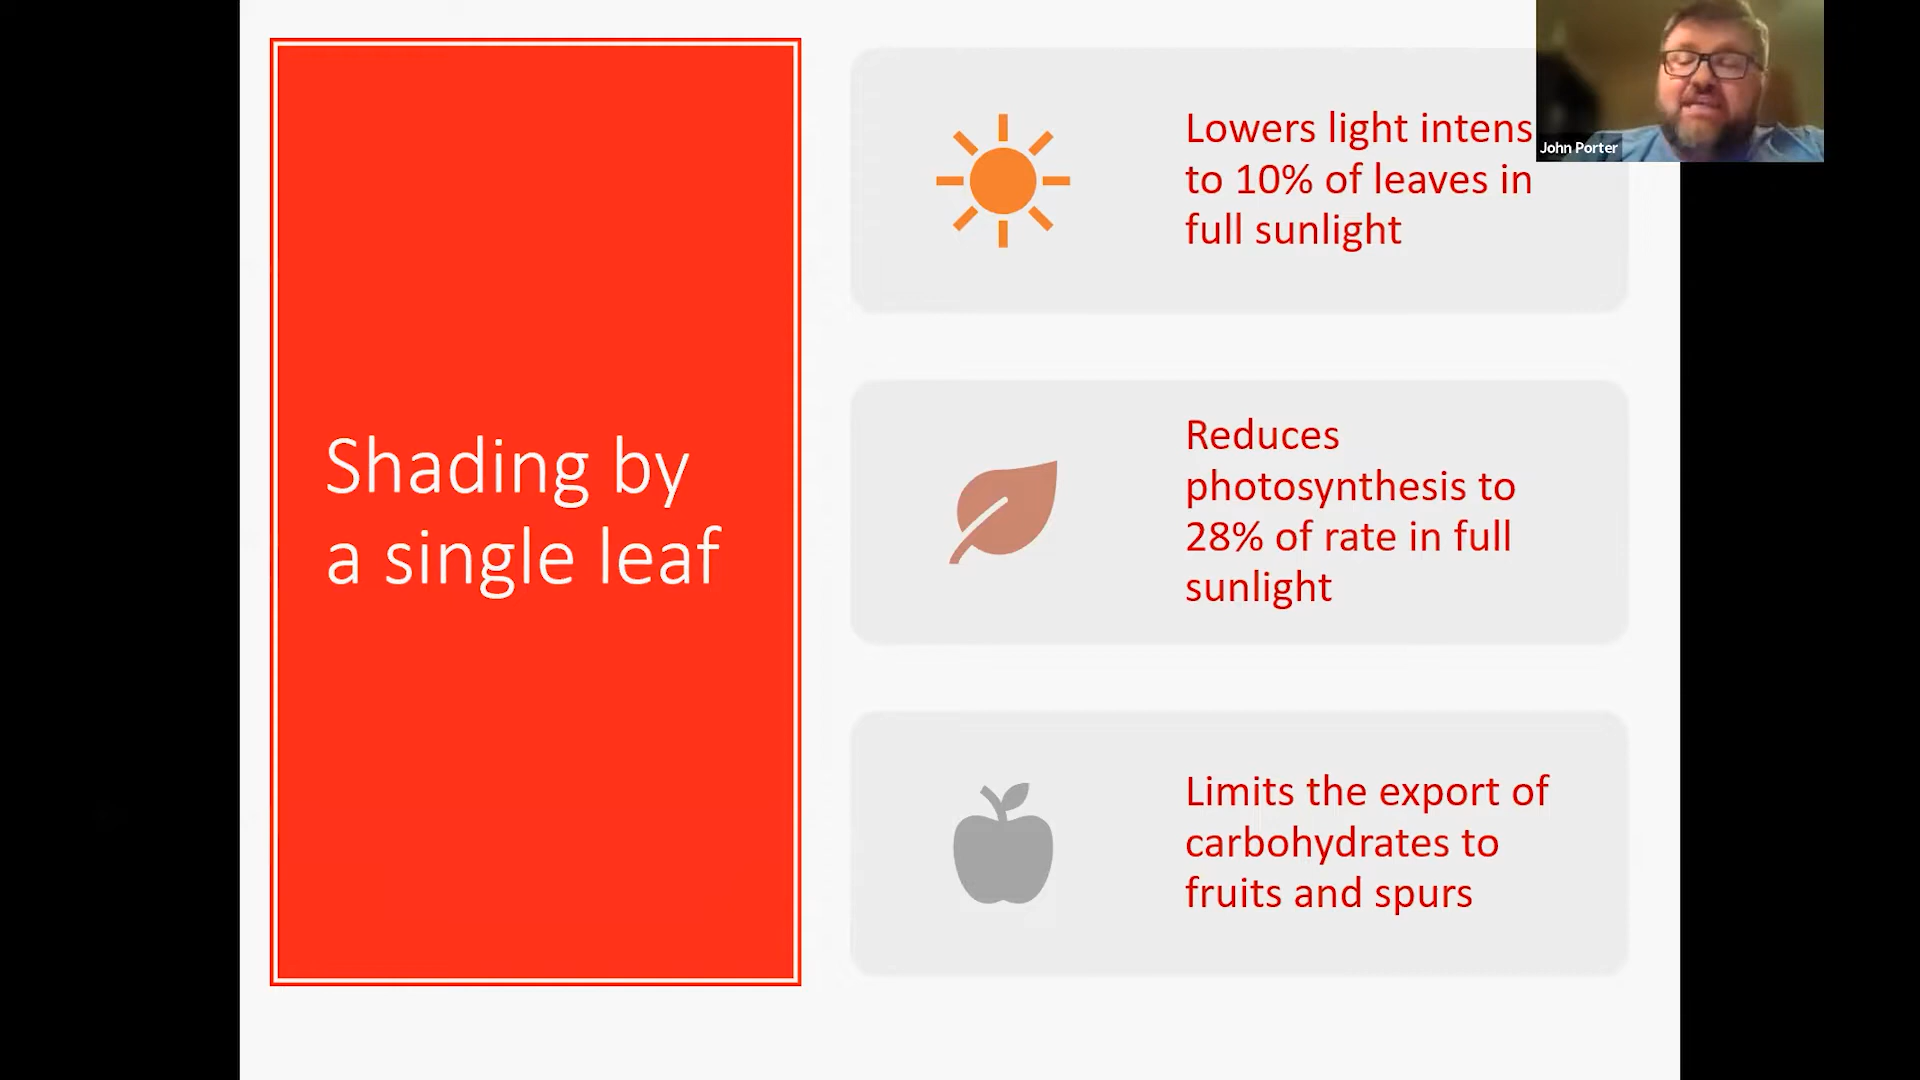 Shading by
a single leaf
Lowers light intens
to 10% of leaves in
full sunlight
Reduces
photosynthesis to
28% of rate in full
sunlight
Limits the export of
carbohydrates to
fruits and spurs
John Porter